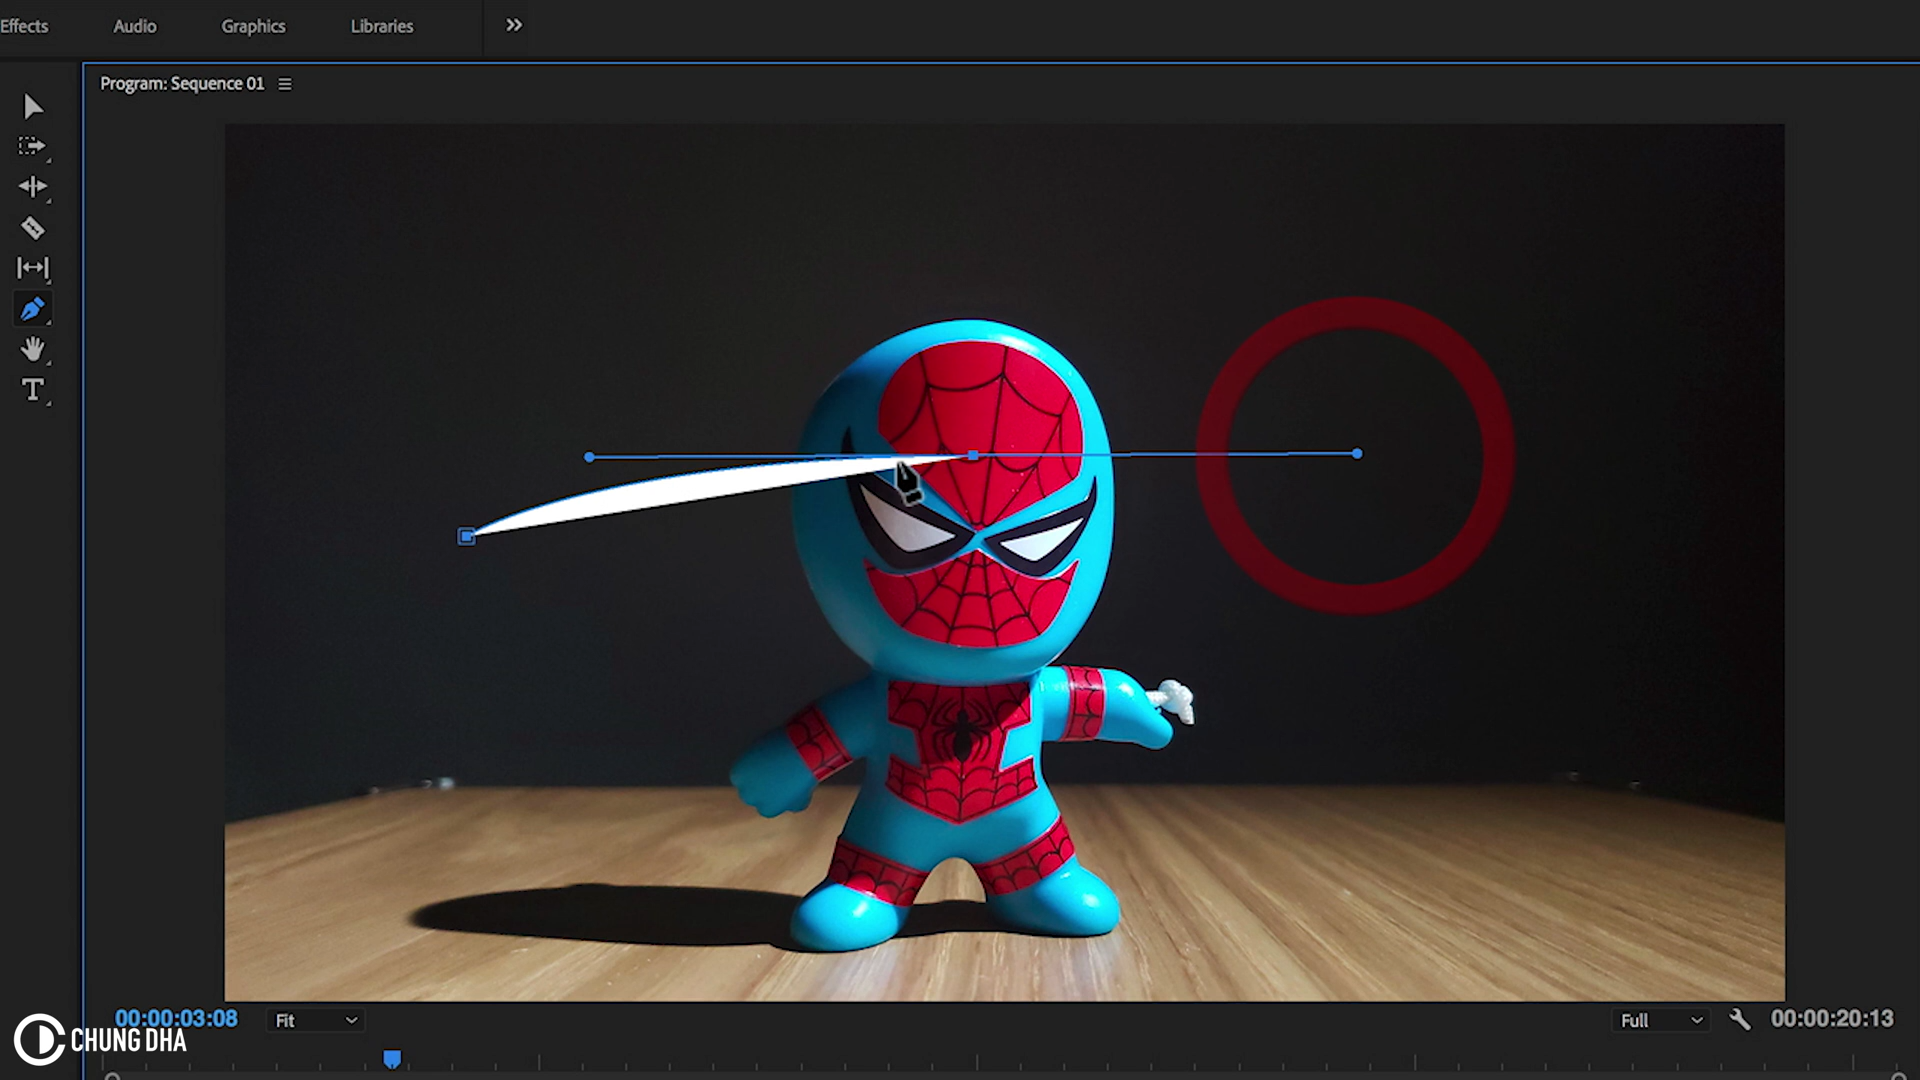 Effects Audio Graphics Libraries
Program: Sequence 01
00:00:03:08 Fit Full 00:00:20:13
CHUNG DHA